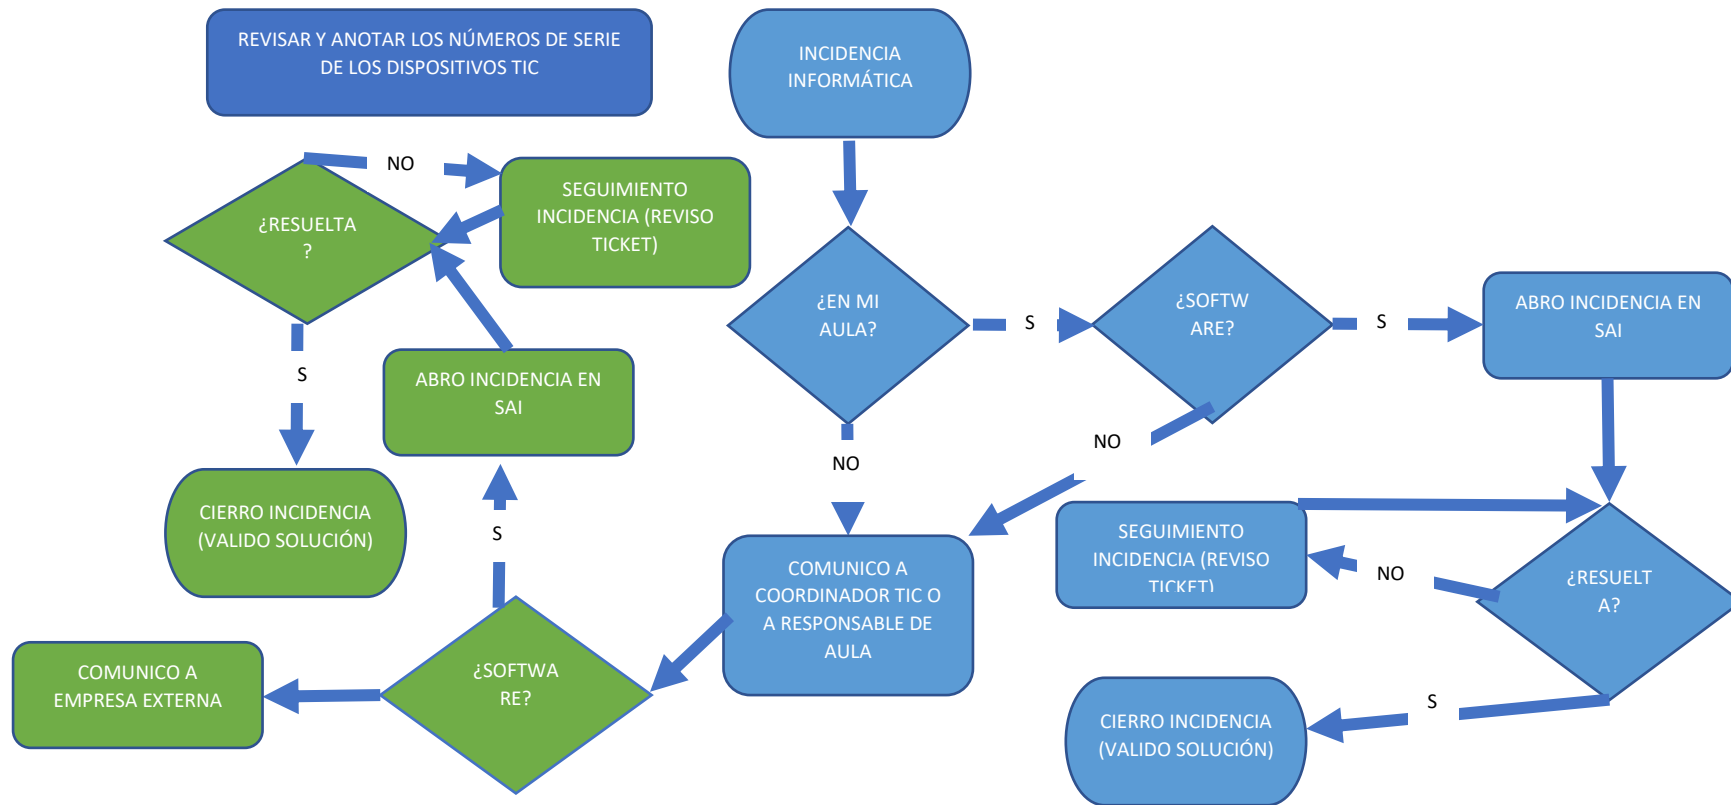 REVISAR Y ANOTAR LOS NÚMEROS DE SERIE
DE LOS DISPOSITIVOS TIC
INCIDENCIA
INFORMÁTICA
NO
¿RESUELTA
?
SEGUIMIENTO
INCIDENCIA (REVISO
TICKET)
¿EN MI
AULA?
S
¿SOFTW
ARE?
S
ABRO INCIDENCIA EN
SAI
S
ABRO INCIDENCIA EN
SAI
NO
NO
CIERRO INCIDENCIA
(VALIDO SOLUCIÓN)
S
COMUNICO A
COORDINADOR TIC O
A RESPONSABLE DE
AULA
SEGUIMIENTO
INCIDENCIA (REVISO
TICKET)
NO
¿RESUELT
A?
COMUNICO A
EMPRESA EXTERNA
¿SOFTWA
RE?
S
CIERRO INCIDENCIA
(VALIDO SOLUCIÓN)